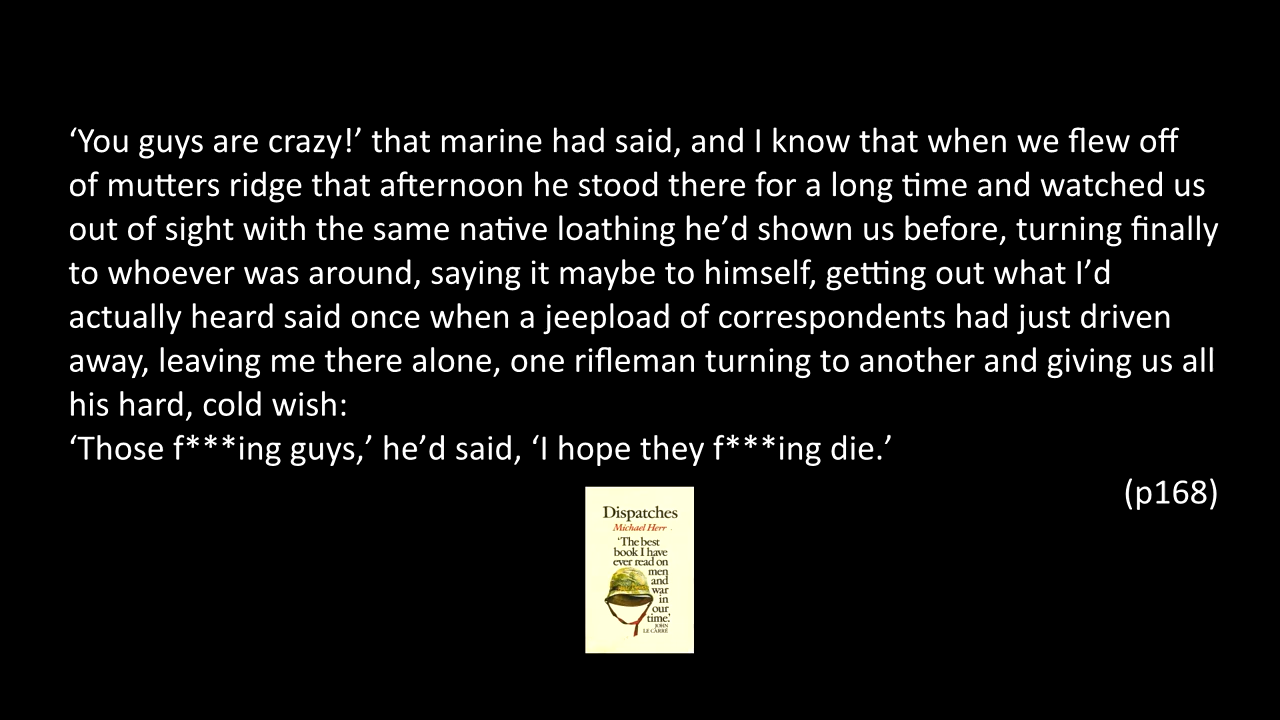 ‘You guys are crazy!’ that marine had said, and I know that when we flew off
of mutters ridge that afternoon he stood there for a long time and watched us
out of sight with the same native loathing he’d shown us before, turning finally
to whoever was around, saying it maybe to himself, getting out what I’d
actually heard said once when a jeepload of correspondents had just driven
away, leaving me there alone, one rifleman turning to another and giving us all
his hard, cold wish:
‘Those f***ing guys,’ he’d said, ‘I hope they f***ing die.’
(p168)
Dispatches
Michael Herr
‘The best
book I have
ever read on
men
and
war
in
our
time.’
JOHN
LE CARRÉ